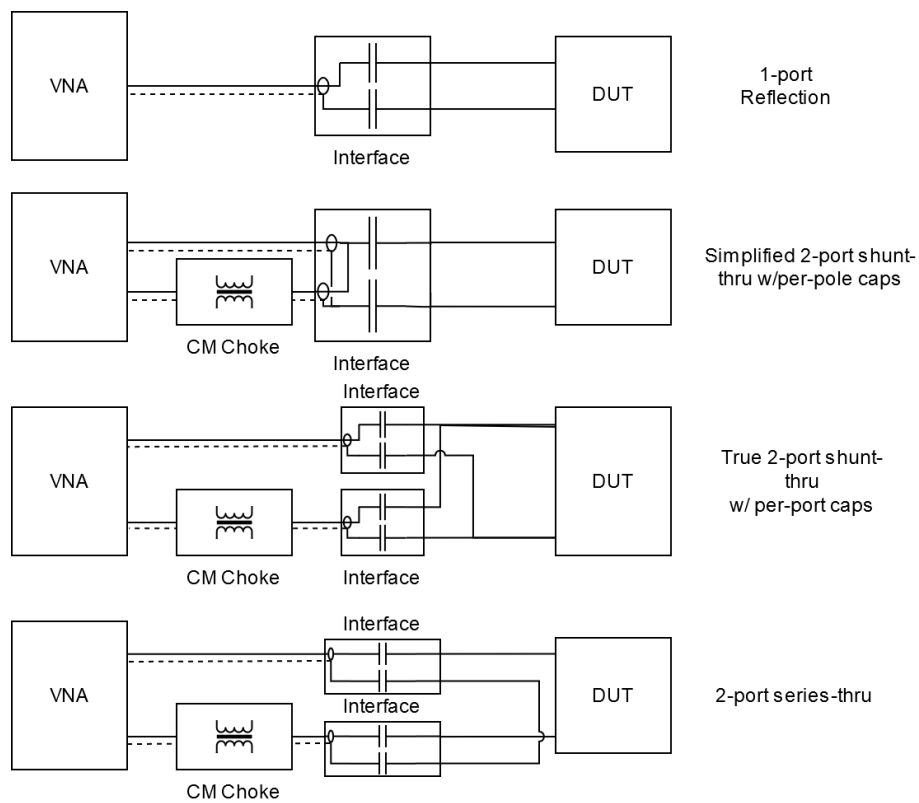 VNA
Interface
DUT
1-port
Reflection
VNA
CM Choke
Interface
DUT
Simplified 2-port shunt-
thru w/per-pole caps
Interface
VNA
CM Choke
Interface
DUT
True 2-port shunt-
thru
w/ per-port caps
Interface
VNA
Interface
CM Choke
DUT
2-port series-thru